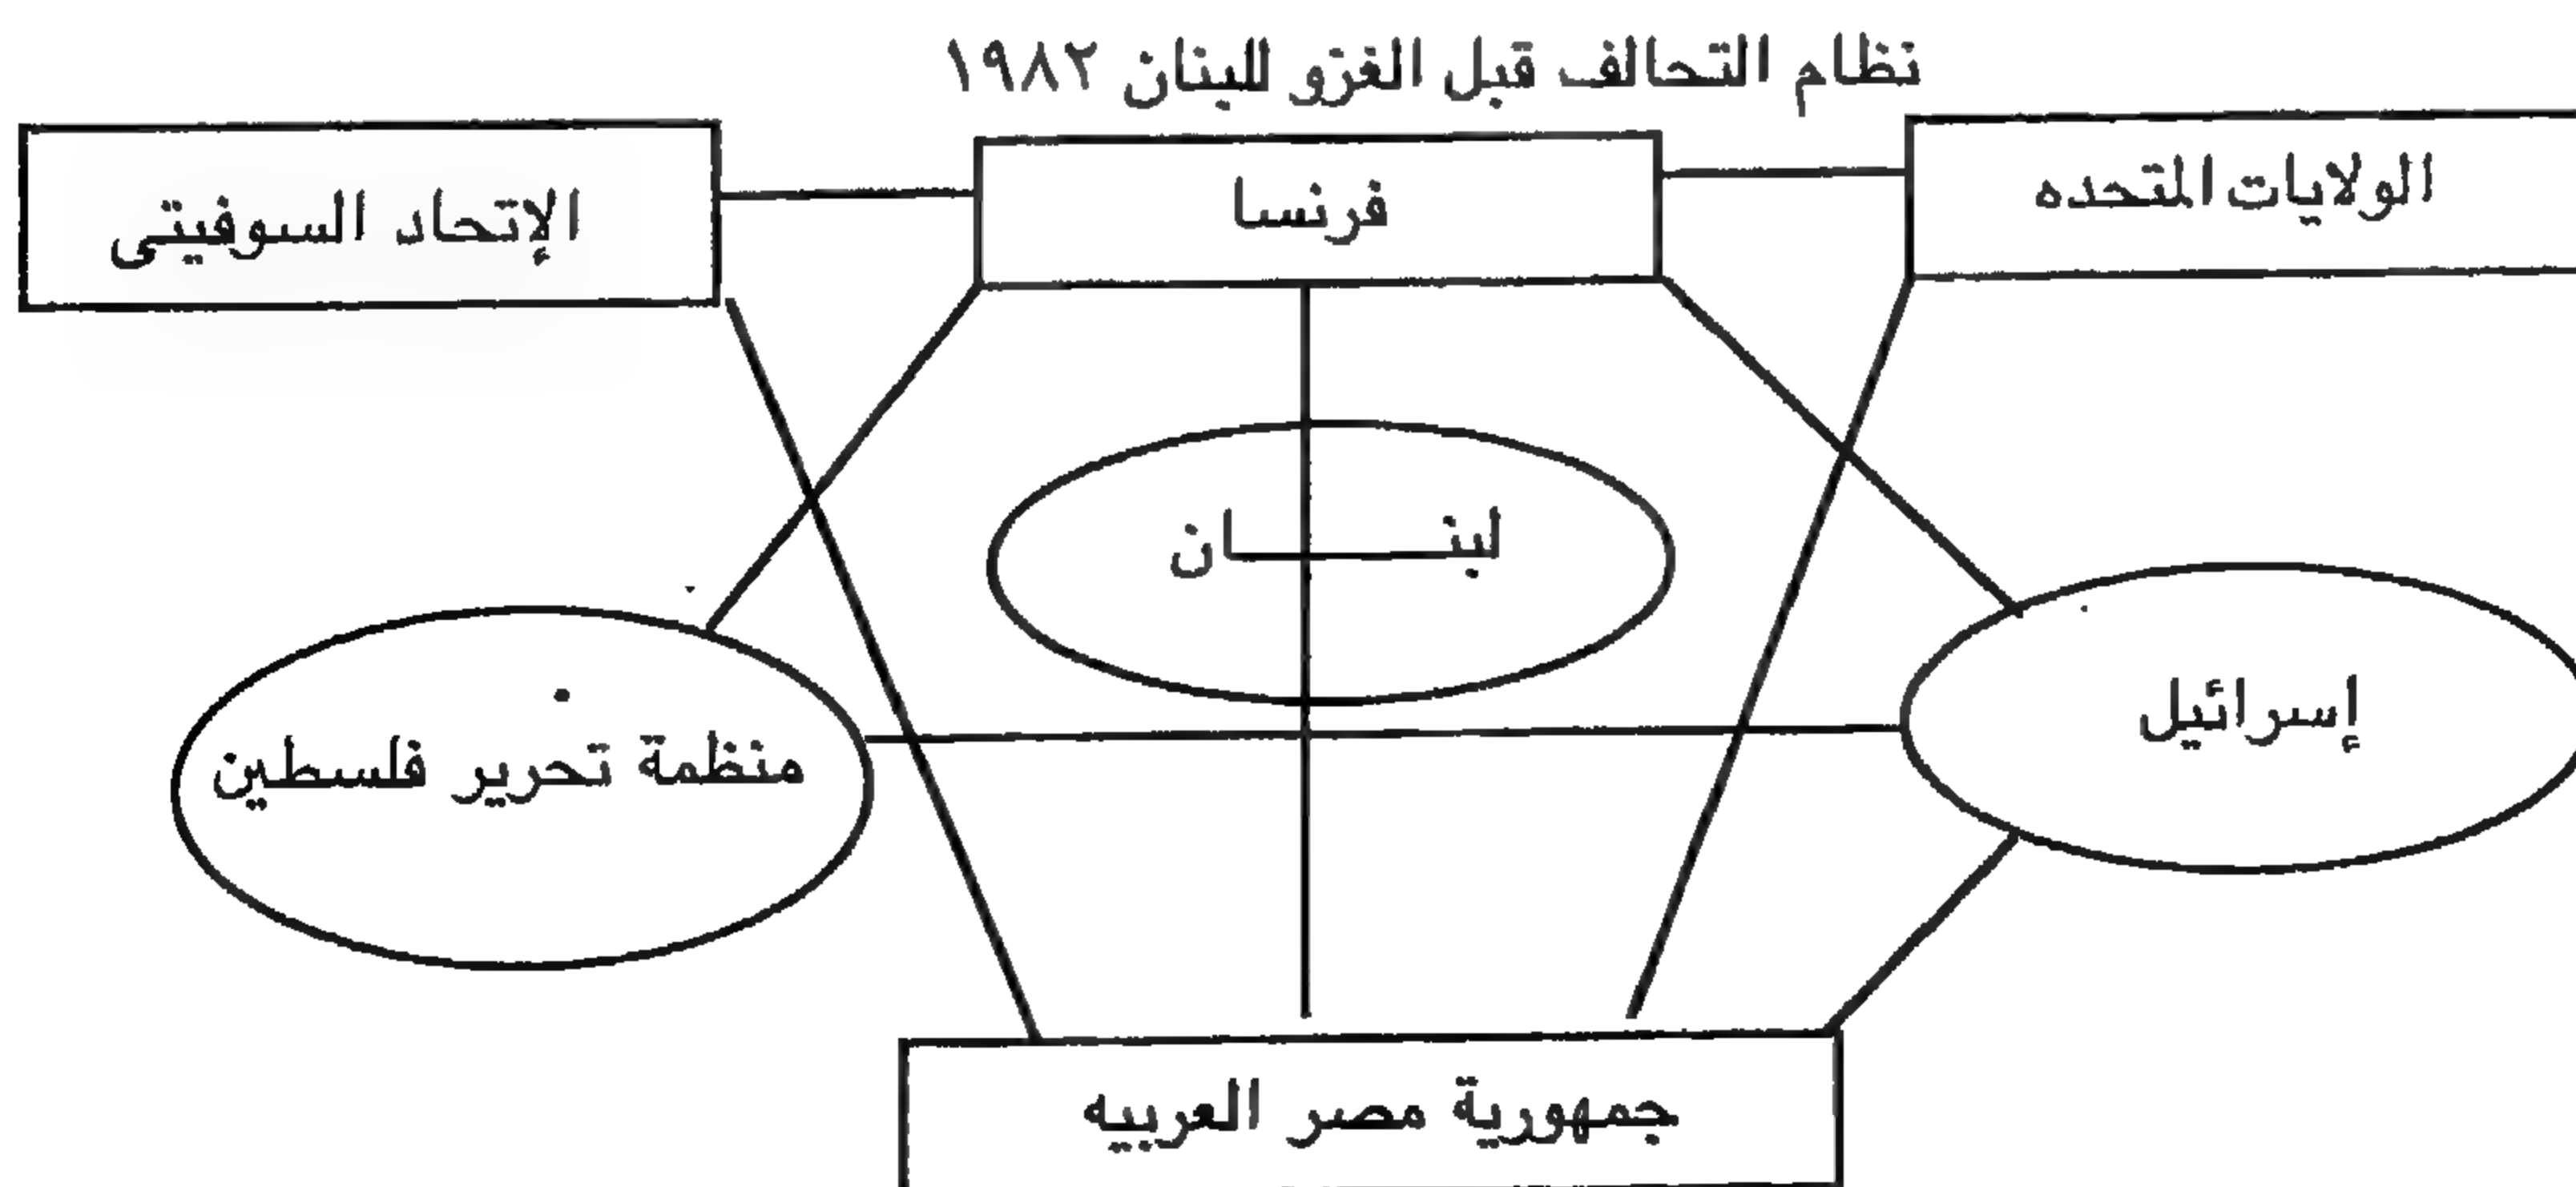 نظام التحالف قبل الغزو للبنان ١٩٨٢
الولايات المتحده
فرنسا
الإتحاد السوفيتى
لبنـــــان
إسرائيل
منظمة تحرير فلسطين
جمهورية مصر العربيه